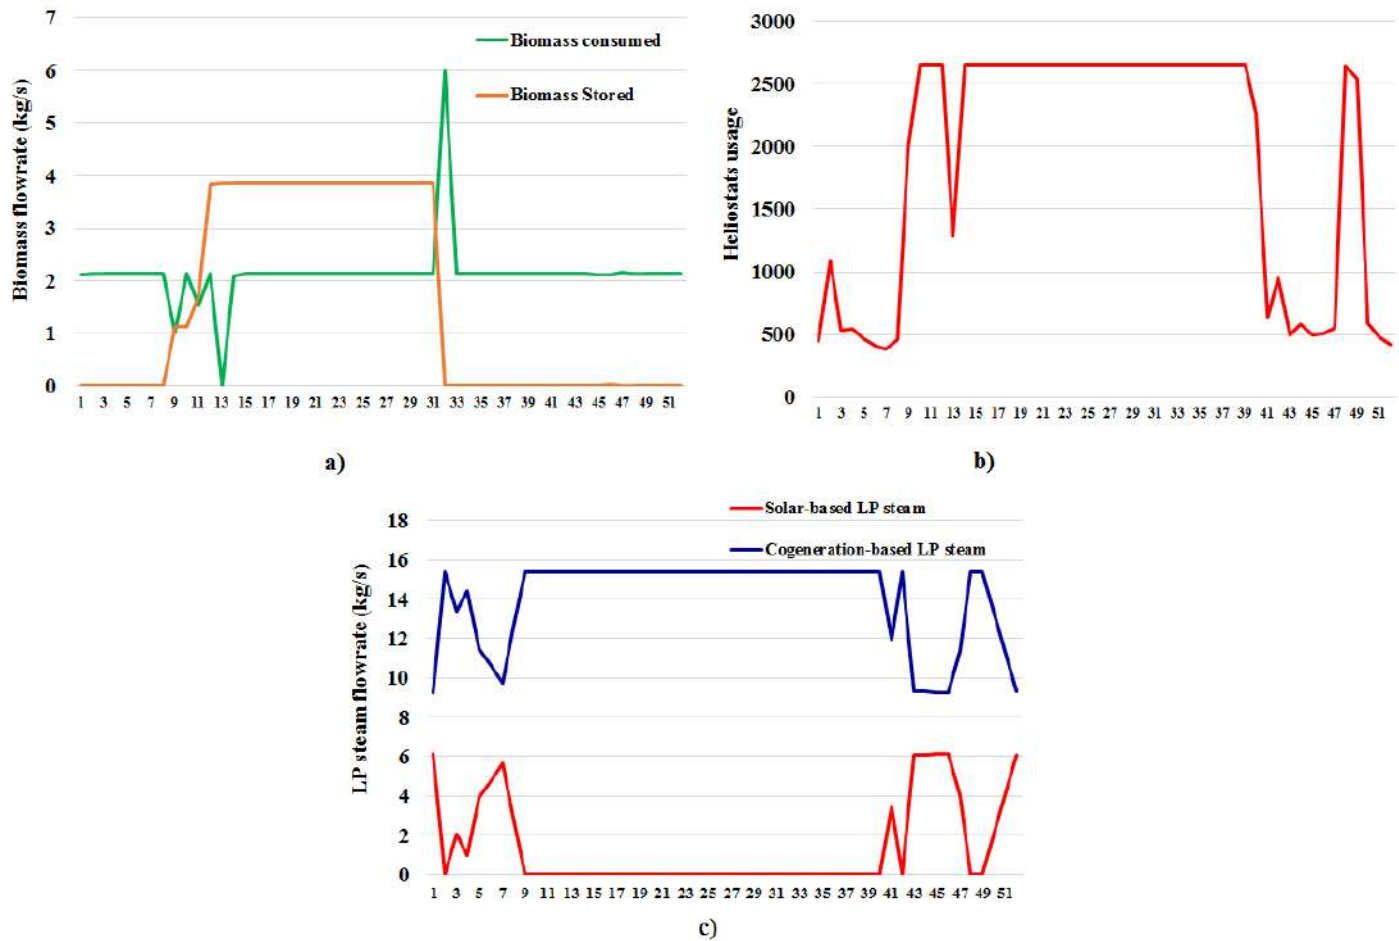 7
6
5
4
3
2
1
0
Biomass flowrate (kg/s)
Biomass consumed
Biomass Stored
1 3 5 7 9 11 13 15 17 19 21 23 25 27 29 31 33 35 37 39 41 43 45 47 49 51
a)
3000
2500
2000
1500
1000
500
0
Heliostats usage
1 3 5 7 9 11 13 15 17 19 21 23 25 27 29 31 33 35 37 39 41 43 45 47 49 51
b)
18
16
14
12
10
8
6
4
2
0
LP steam flowrate (kg/s)
Solar-based LP steam
Cogeneration-based LP steam
1 3 5 7 9 11 13 15 17 19 21 23 25 27 29 31 33 35 37 39 41 43 45 47 49 51
c)